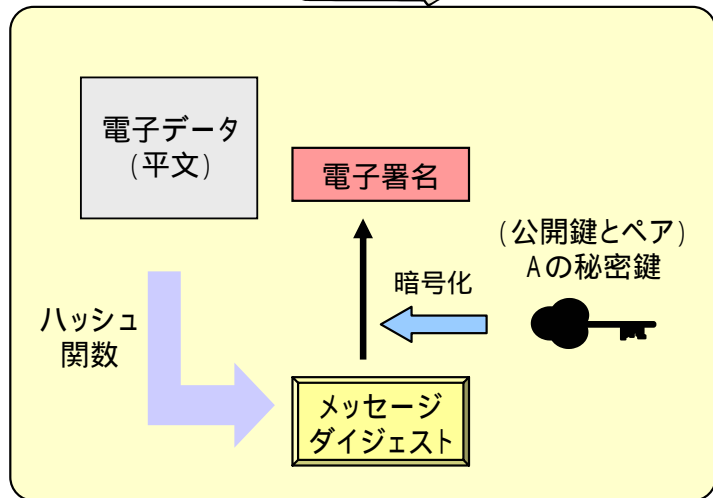 電子データ
(平文)
電子署名
(公開鍵とペア)
Aの秘密鍵
暗号化
ハッシュ
関数
メッセージ
ダイジェスト